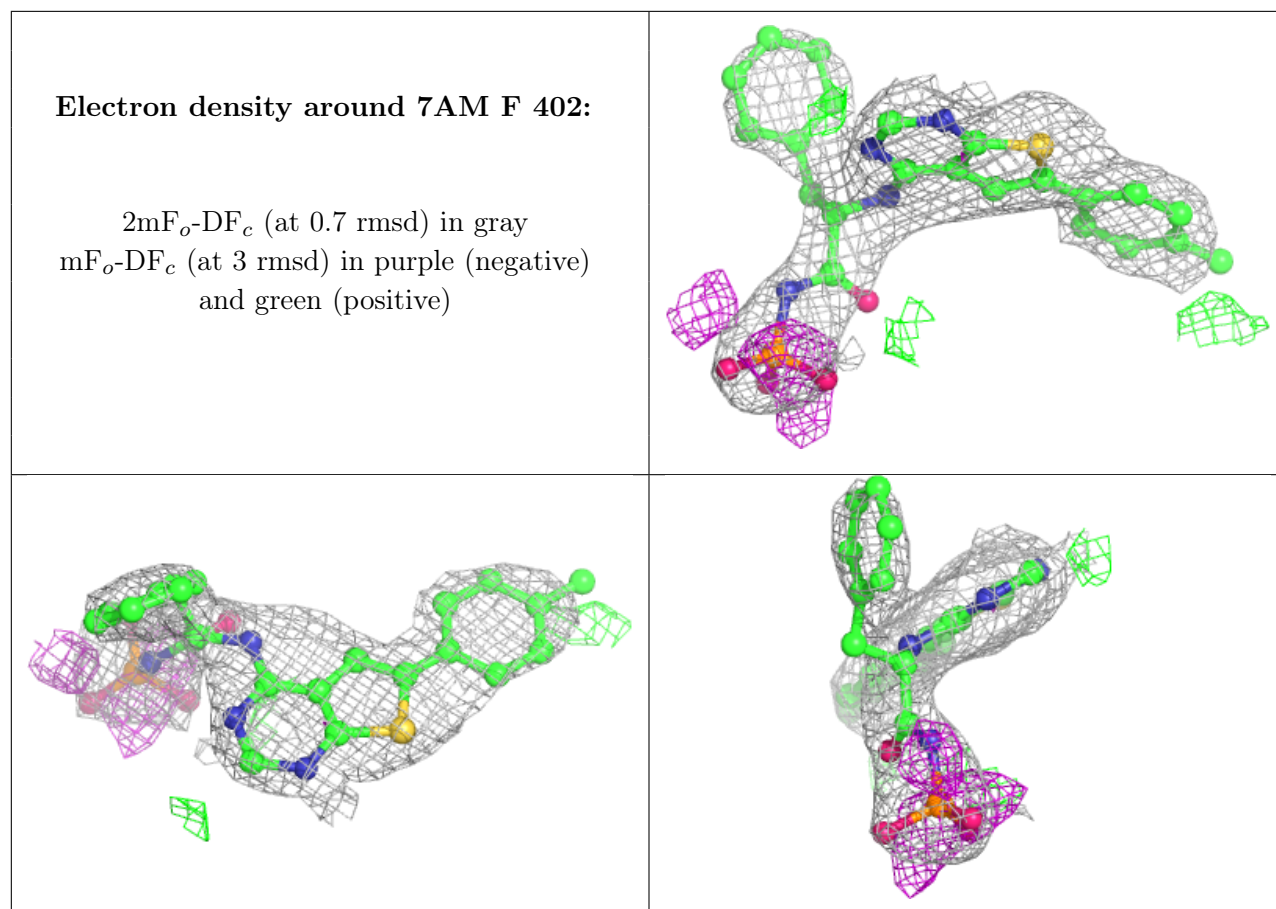 Electron density around 7AM F 402:
2mFₒ-DF𝒸 (at 0.7 rmsd) in gray
mFₒ-DF𝒸 (at 3 rmsd) in purple (negative)
and green (positive)